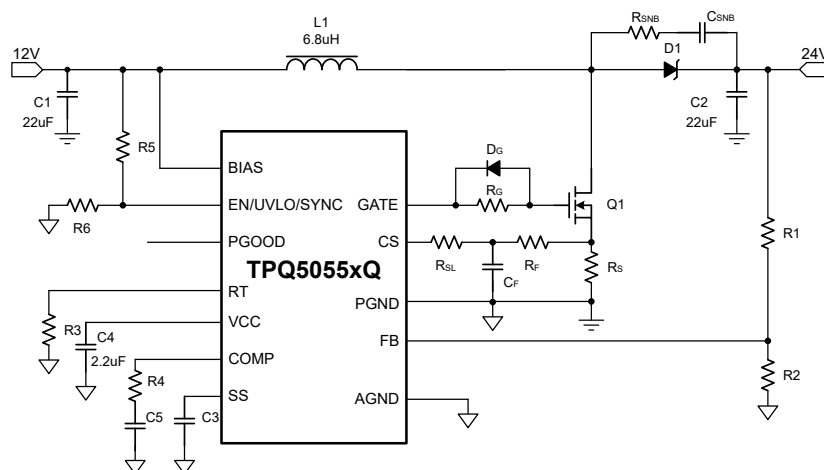 L1
6.8uH
RSNB
CSNB
12V
D1
24V
C1
22uF
C2
22uF
R5
R6
BIAS
EN/UVLO/SYNC
GATE
DG
RG
Q1
R1
PGOOD
CS
TPQ5055xQ
RSL
CF
RF
RS
RT
PGND
R3
C4
2.2uF
VCC
FB
COMP
R4
R2
SS
AGND
C5
C3